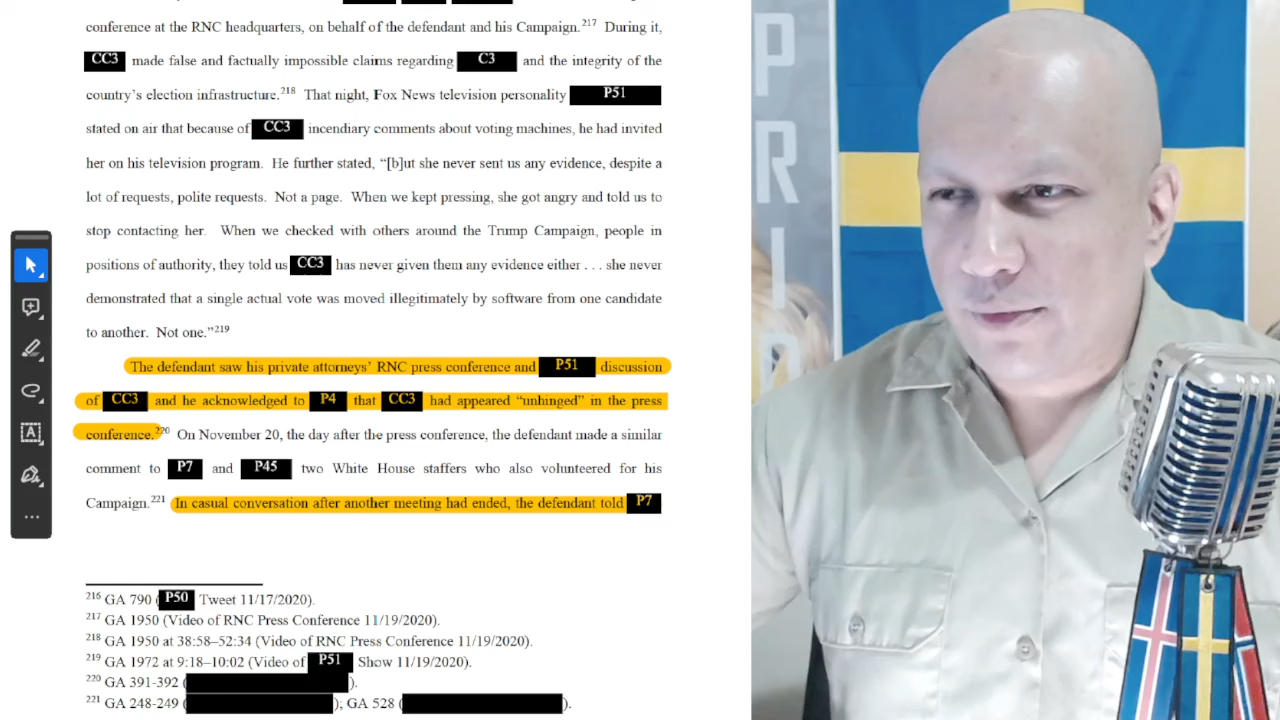 conference at the RNC headquarters, on behalf of the defendant and his Campaign.217 During it,
CC3 made false and factually impossible claims regarding C3 and the integrity of the
country's election infrastructure.218 That night, Fox News television personality P51
stated on air that because of CC3 incendiary comments about voting machines, he had invited
her on his television program. He further stated, "[b]ut she never sent us any evidence, despite a
lot of requests, polite requests. Not a page. When we kept pressing, she got angry and told us to
stop contacting her. When we checked with others around the Trump Campaign, people in
positions of authority, they told us CC3 has never given them any evidence either . . . she never
demonstrated that a single actual vote was moved illegitimately by software from one candidate
to another. Not one."219
The defendant saw his private attorneys' RNC press conference and P51 discussion
of CC3 and he acknowledged to P4 that CC3 had appeared "unhinged" in the press
conference.220 On November 20, the day after the press conference, the defendant made a similar
comment to P7 and P45 two White House staffers who also volunteered for his
Campaign.221 In casual conversation after another meeting had ended, the defendant told P7
216 GA 790 (P50 Tweet 11/17/2020).
217 GA 1950 (Video of RNC Press Conference 11/19/2020).
218 GA 1950 at 38:58–52:34 (Video of RNC Press Conference 11/19/2020).
219 GA 1972 at 9:18–10:02 (Video of P51 Show 11/19/2020).
220 GA 391-392 ( ).
221 GA 248-249 ( ), GA 528 ( ).
A
P
R
I